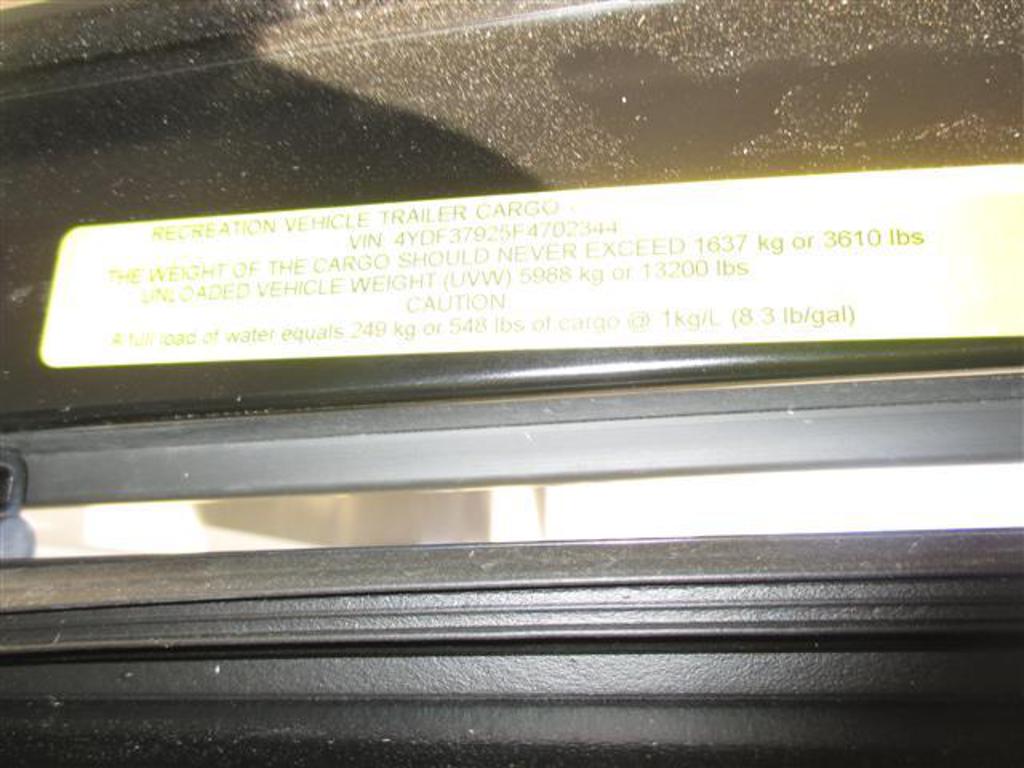 RECREATION VEHICLE TRAILER CARGO
VIN 4YDF37925F4702344
THE WEIGHT OF THE CARGO SHOULD NEVER EXCEED 1637 kg or 3610 lbs
UNLOADED VEHICLE WEIGHT (UVW) 5988 kg or 13200 lbs
CAUTION
A full load of water equals 249 kg or 548 lbs of cargo @ 1kg/L (8.3 lb/gal)